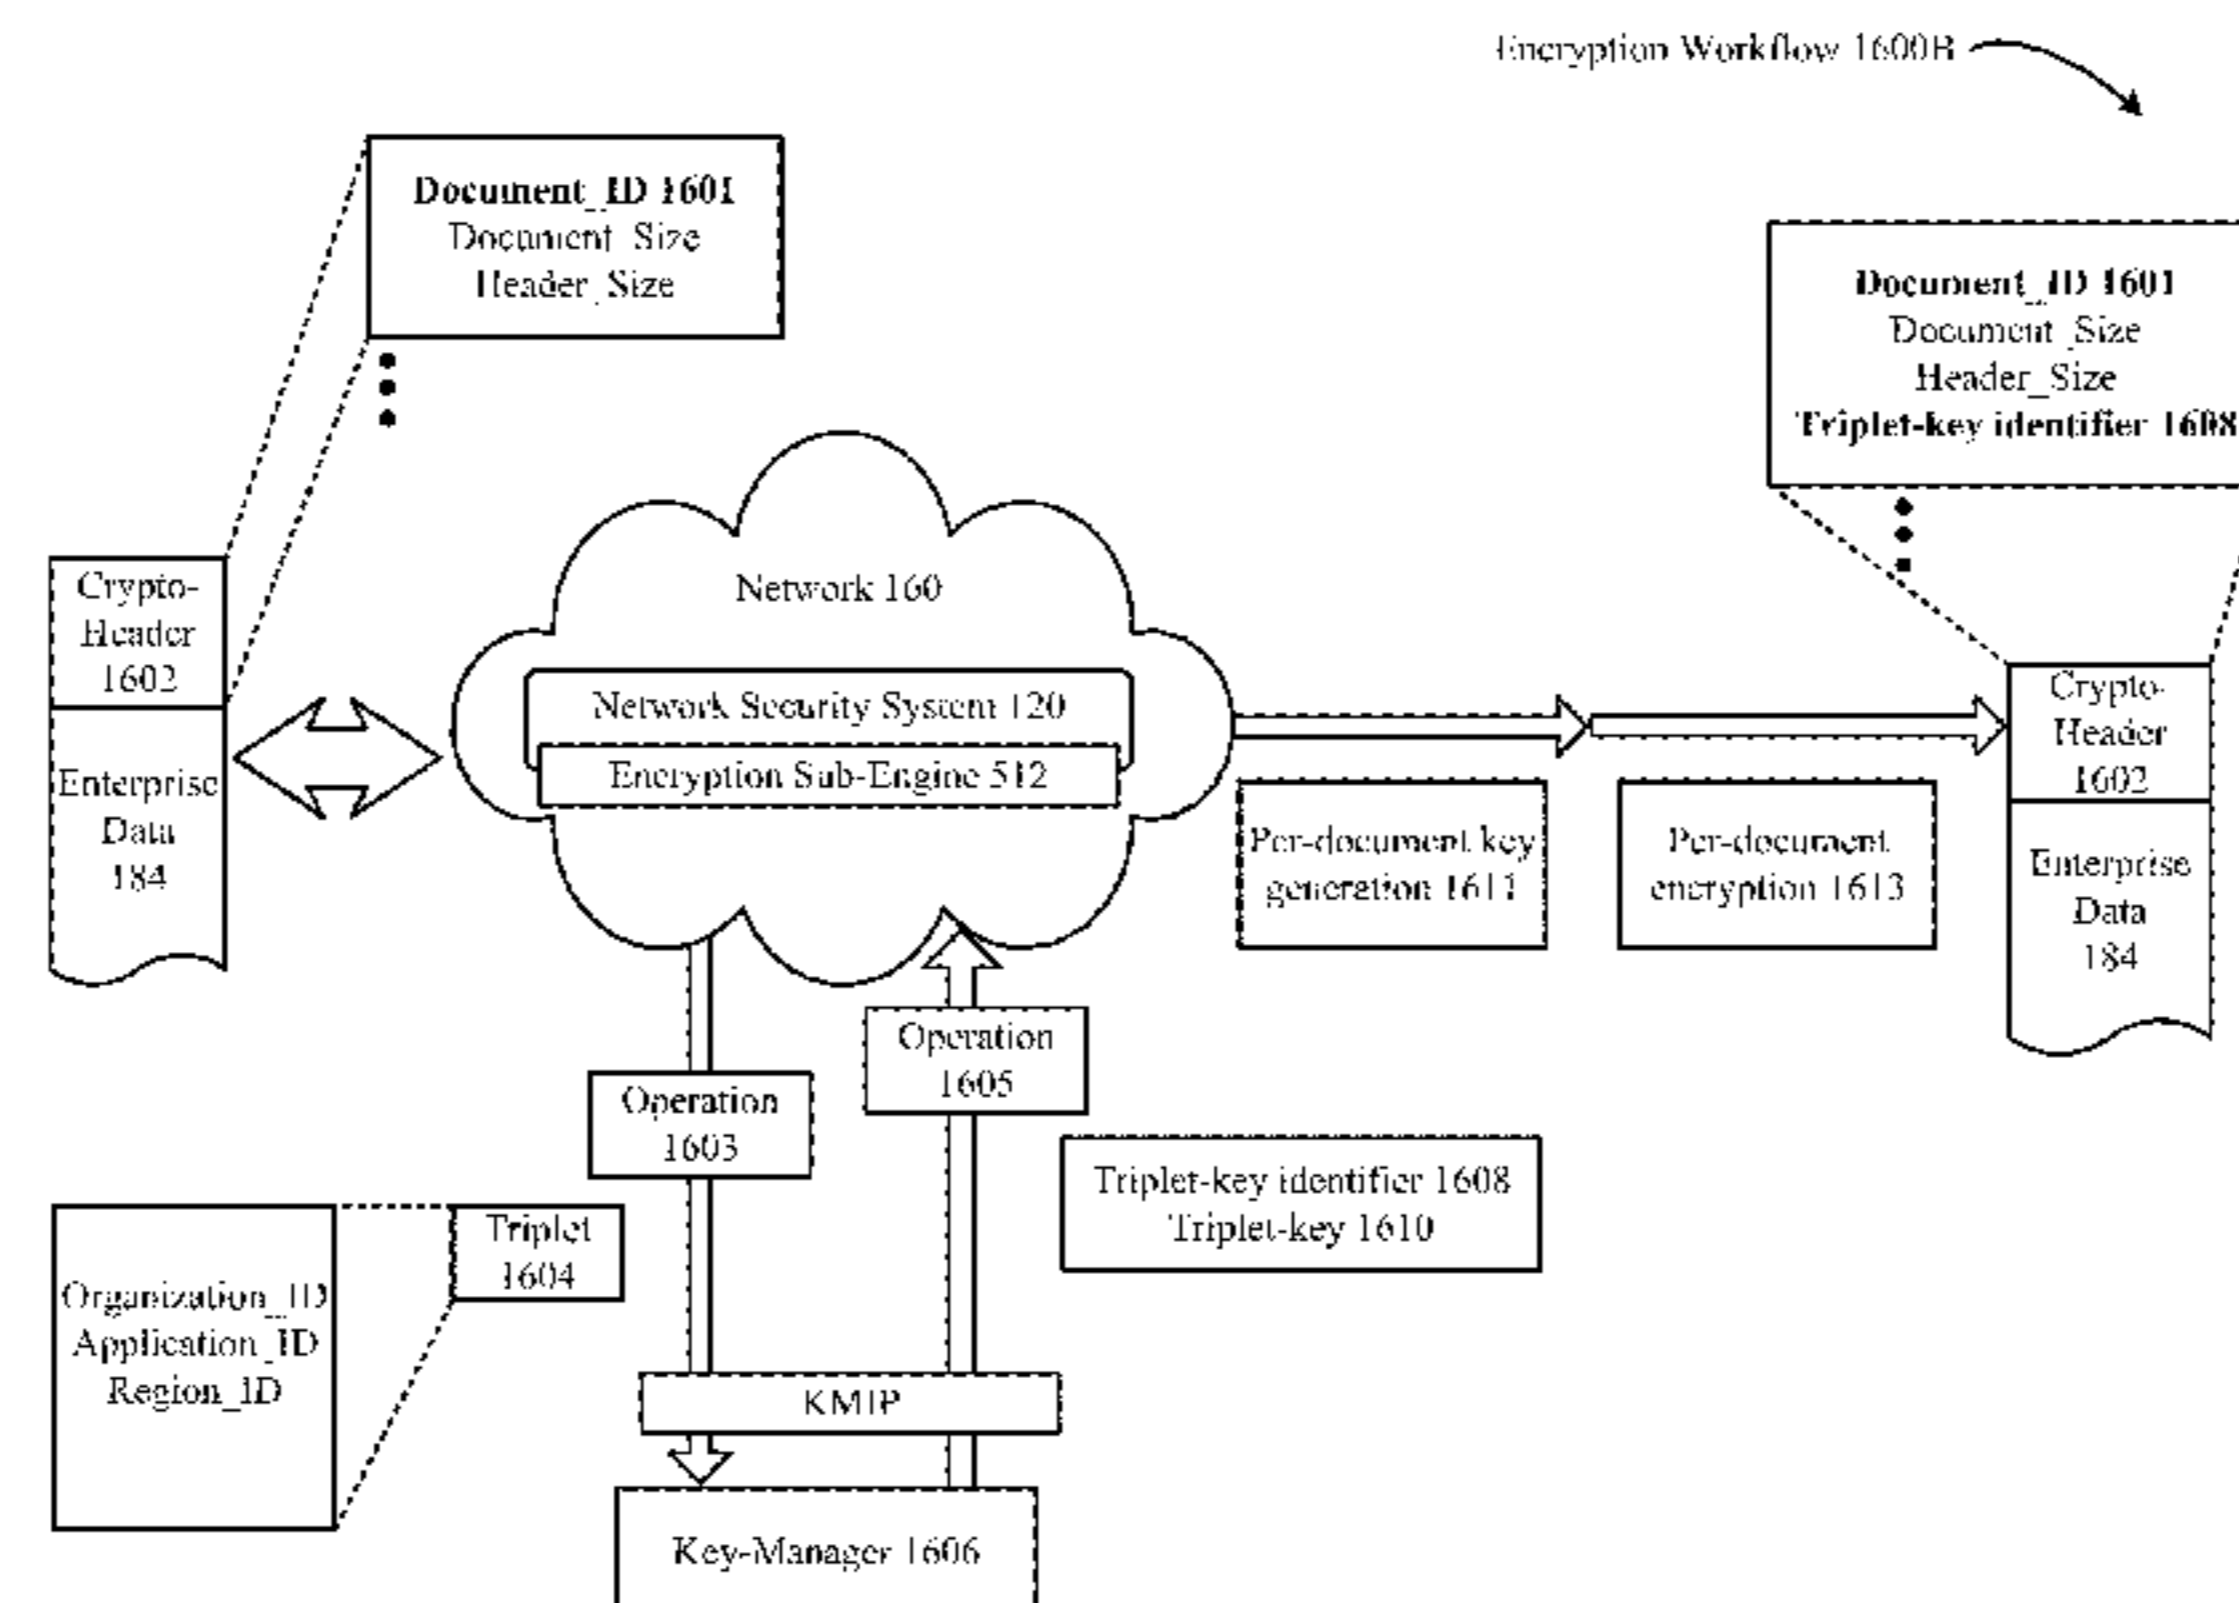 Encryption Workflow 1600B
Document_ID 1601
Document_Size
Header_Size
Document_ID 1601
Document_Size
Header_Size
Triplet-key identifier 1608
Crypto-
Header
1602
Enterprise
Data
184
Network 160
Network Security System 120
Encryption Sub-Engine 512
Per-document key
generation 1611
Per-document
encryption 1613
Crypto-
Header
1602
Enterprise
Data
184
Operation
1603
Operation
1605
Triplet-key identifier 1608
Triplet-key 1610
Triplet
1604
Organization_ID
Application_ID
Region_ID
KMIP
Key-Manager 1606